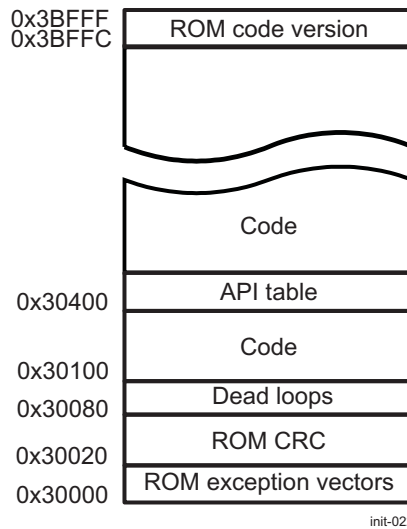 0x3BFFF
0x3BFFC
ROM code version
Code
API table
0x30400
Code
0x30100
Dead loops
0x30080
ROM CRC
0x30020
ROM exception vectors
0x30000
init-02